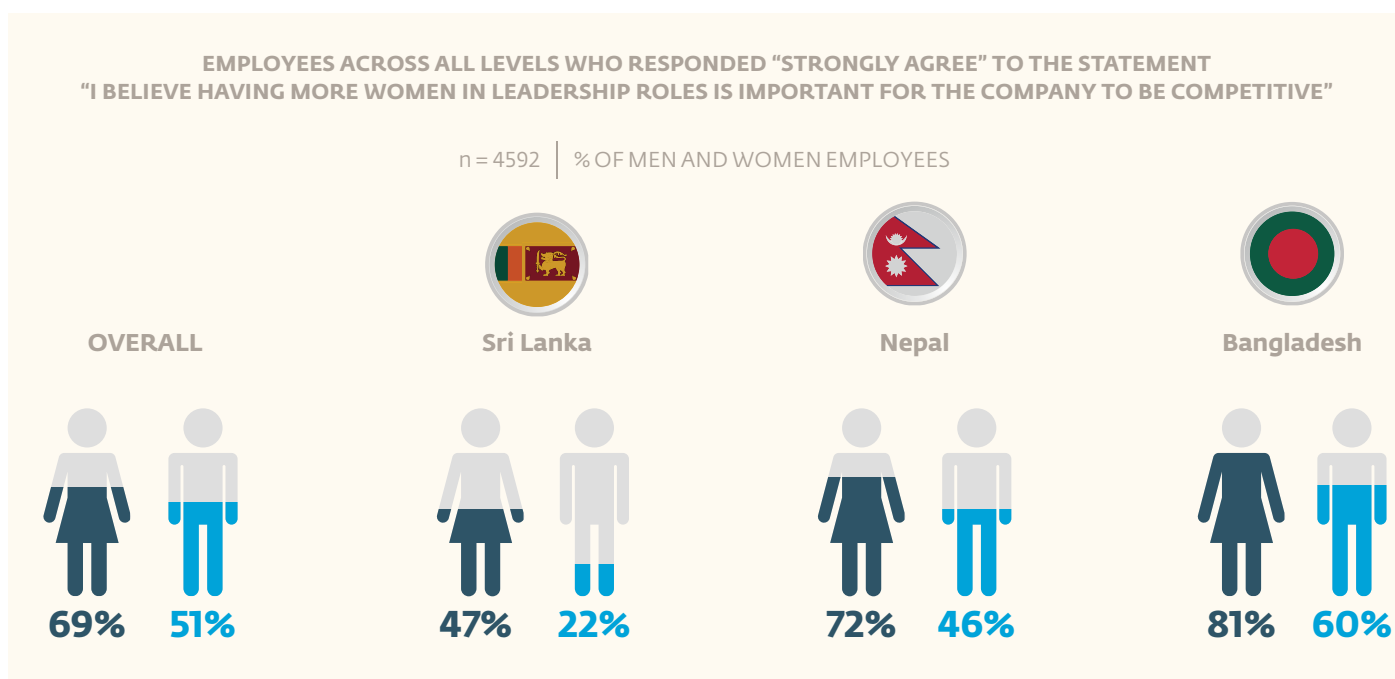 EMPLOYEES ACROSS ALL LEVELS WHO RESPONDED “STRONGLY AGREE” TO THE STATEMENT
“I BELIEVE HAVING MORE WOMEN IN LEADERSHIP ROLES IS IMPORTANT FOR THE COMPANY TO BE COMPETITIVE”
n = 4592 | % OF MEN AND WOMEN EMPLOYEES
OVERALL Sri Lanka Nepal Bangladesh
69% 51% 47% 22% 72% 46% 81% 60%